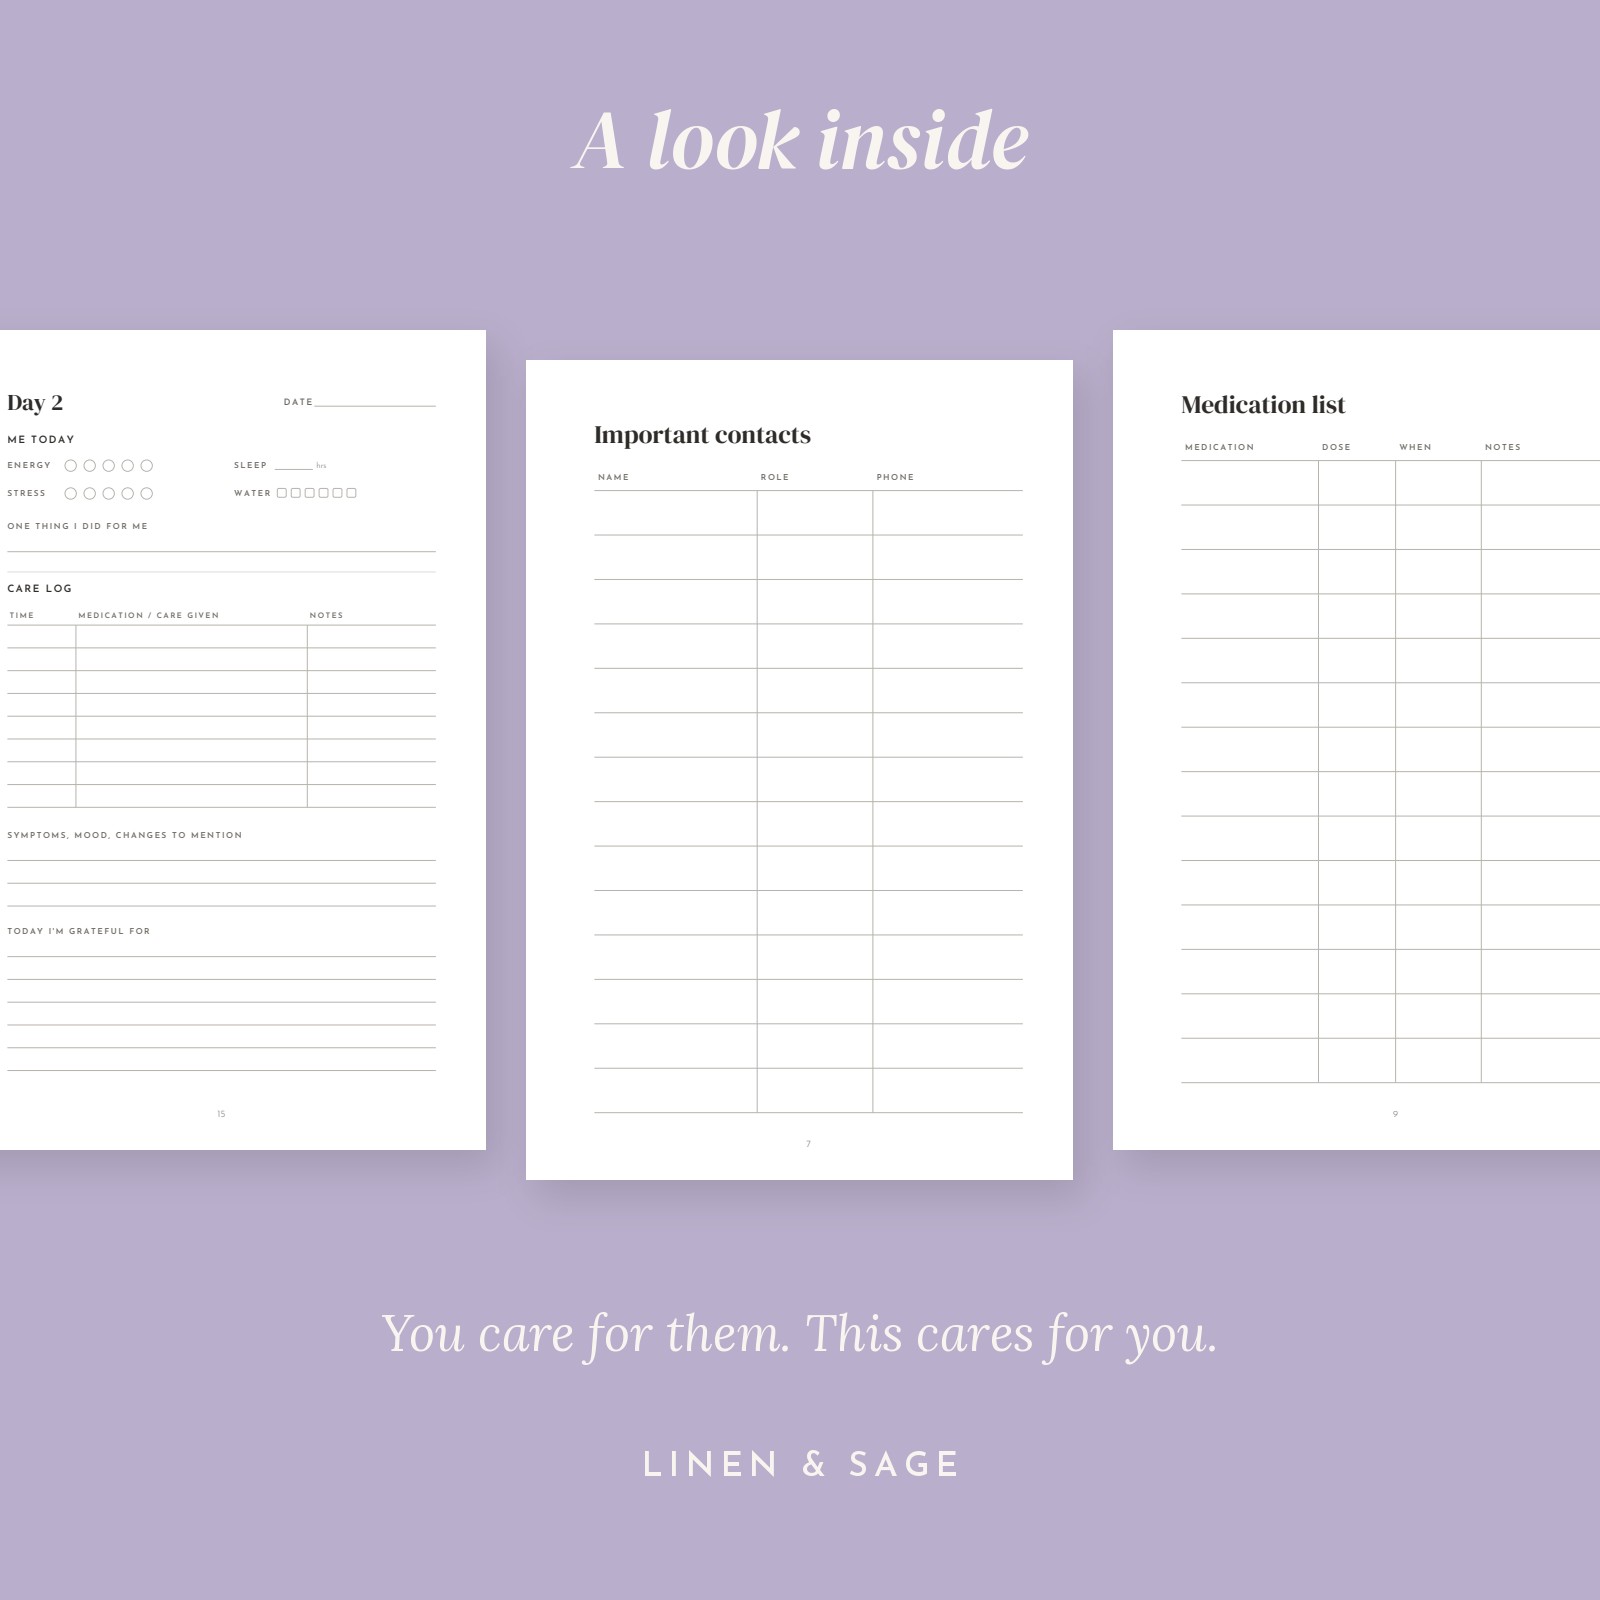 A look inside
Day 2
DATE
ME TODAY
ENERGY
SLEEP hrs
STRESS
WATER
ONE THING I DID FOR ME
CARE LOG
TIME MEDICATION / CARE GIVEN NOTES
SYMPTOMS, MOOD, CHANGES TO MENTION
TODAY I'M GRATEFUL FOR
15
Important contacts
NAME ROLE PHONE
7
Medication list
MEDICATION DOSE WHEN NOTES
9
You care for them. This cares for you.
LINEN & SAGE